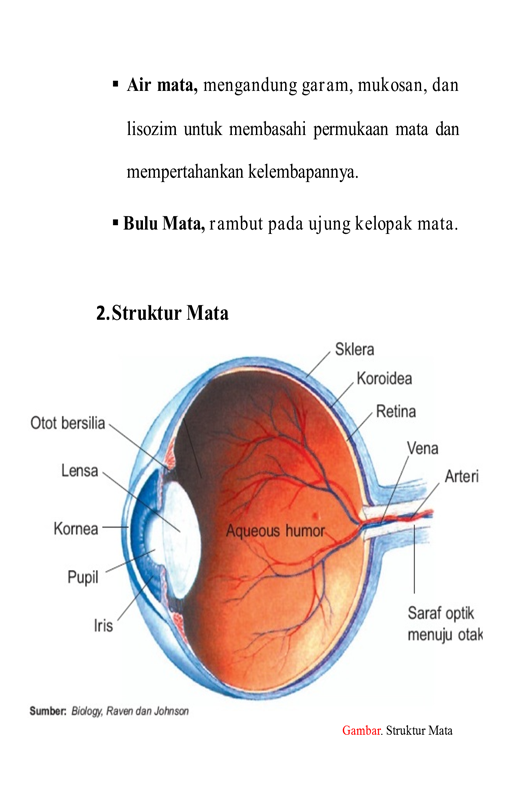 ▪ Air mata, mengandung garam, mukosan, dan
lisozim untuk membasahi permukaan mata dan
mempertahankan kelembapannya.
▪ Bulu Mata, rambut pada ujung kelopak mata.
2.Struktur Mata
Sklera
Koroidea
Retina
Otot bersilia
Vena
Lensa
Arteri
Kornea
Aqueous humor
Pupil
Iris
Saraf optik
menuju otak
Sumber: Biology, Raven dan Johnson
Gambar. Struktur Mata